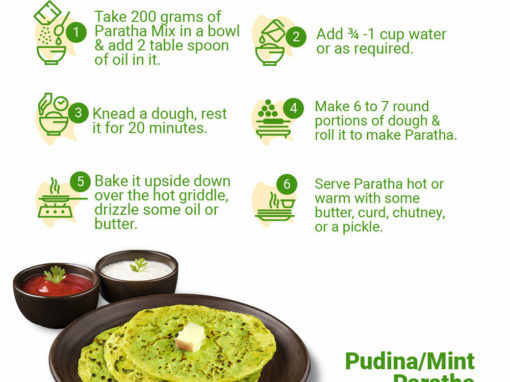 1
Take 200 grams of
Paratha Mix in a bowl
& add 2 table spoon
of oil in it.
2
Add ¾ -1 cup water
or as required.
3
Knead a dough, rest
it for 20 minutes.
4
Make 6 to 7 round
portions of dough &
roll it to make Paratha.
5
Bake it upside down
over the hot griddle,
drizzle some oil or
butter.
6
Serve Paratha hot or
warm with some
butter, curd, chutney,
or a pickle.
Pudina/Mint
Paratha